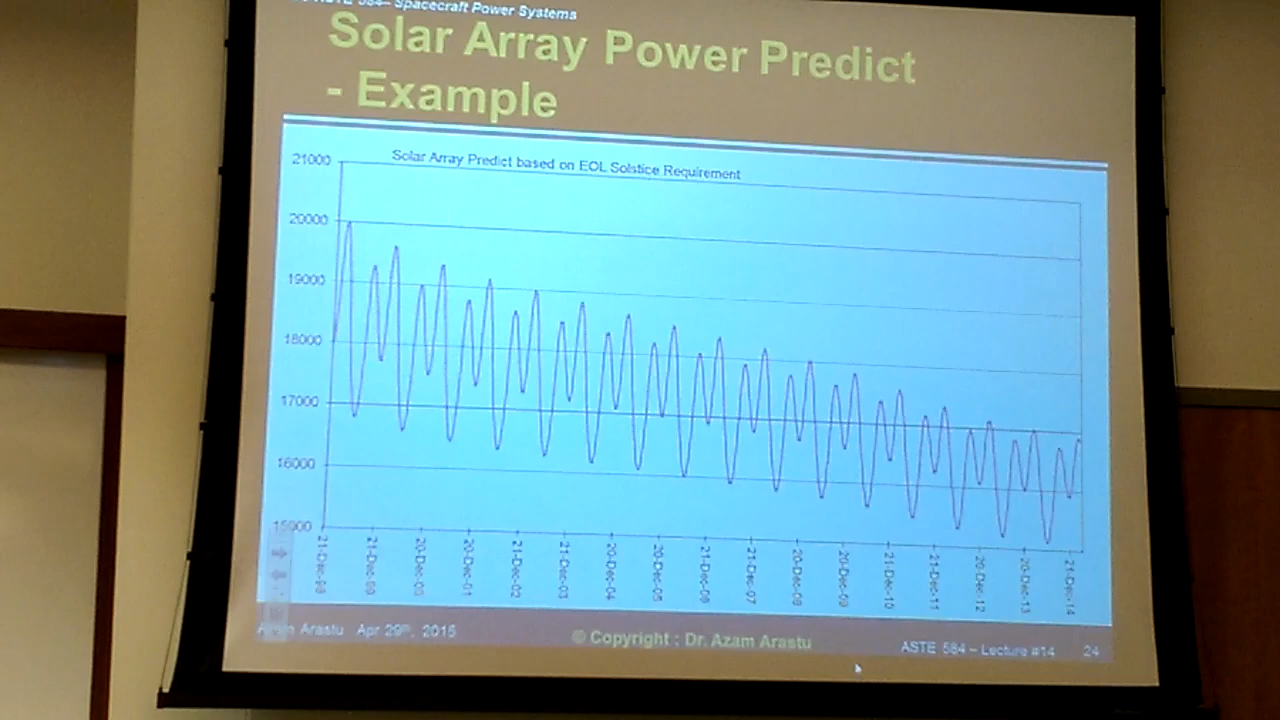 ASTE 584– Spacecraft Power Systems
Solar Array Power Predict
- Example
Solar Array Predict based on EOL Solstice Requirement
21000
20000
19000
18000
17000
16000
15000
21-Dec-98
21-Dec-99
20-Dec-00
20-Dec-01
21-Dec-02
21-Dec-03
20-Dec-04
20-Dec-05
21-Dec-06
21-Dec-07
20-Dec-08
20-Dec-09
21-Dec-10
21-Dec-11
20-Dec-12
20-Dec-13
21-Dec-14
Azam Arastu Apr 29th, 2015
© Copyright : Dr. Azam Arastu
ASTE 584 – Lecture #14
24